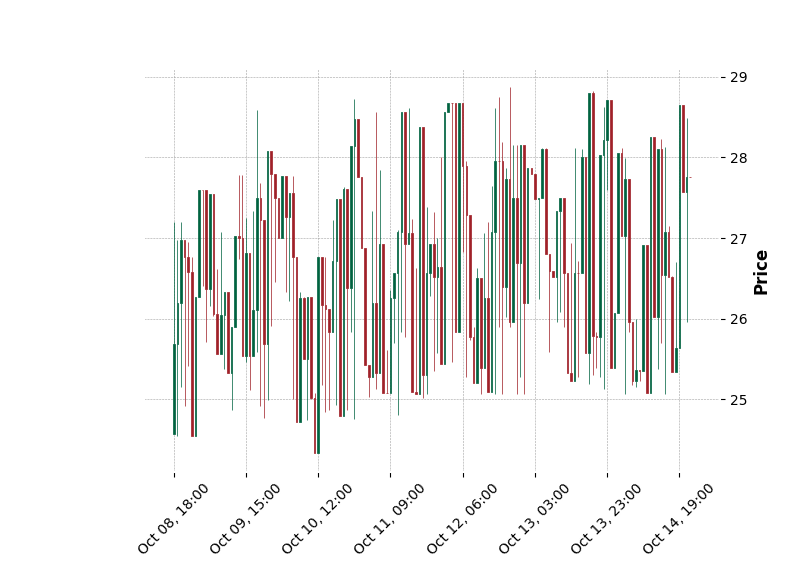 29
28
27
26
25
Price
Oct 08, 18:00
Oct 09, 15:00
Oct 10, 12:00
Oct 11, 09:00
Oct 12, 06:00
Oct 13, 03:00
Oct 13, 23:00
Oct 14, 19:00